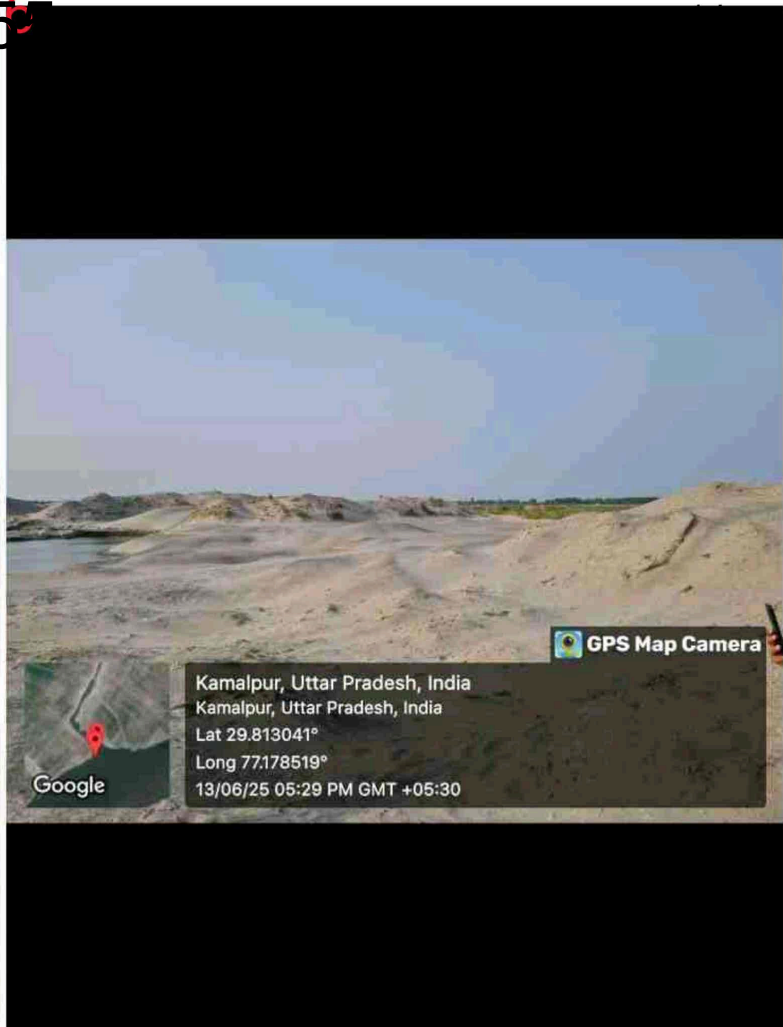 GPS Map Camera
Kamalpur, Uttar Pradesh, India
Kamalpur, Uttar Pradesh, India
Lat 29.813041°
Long 77.178519°
13/06/25 05:29 PM GMT +05:30
Google